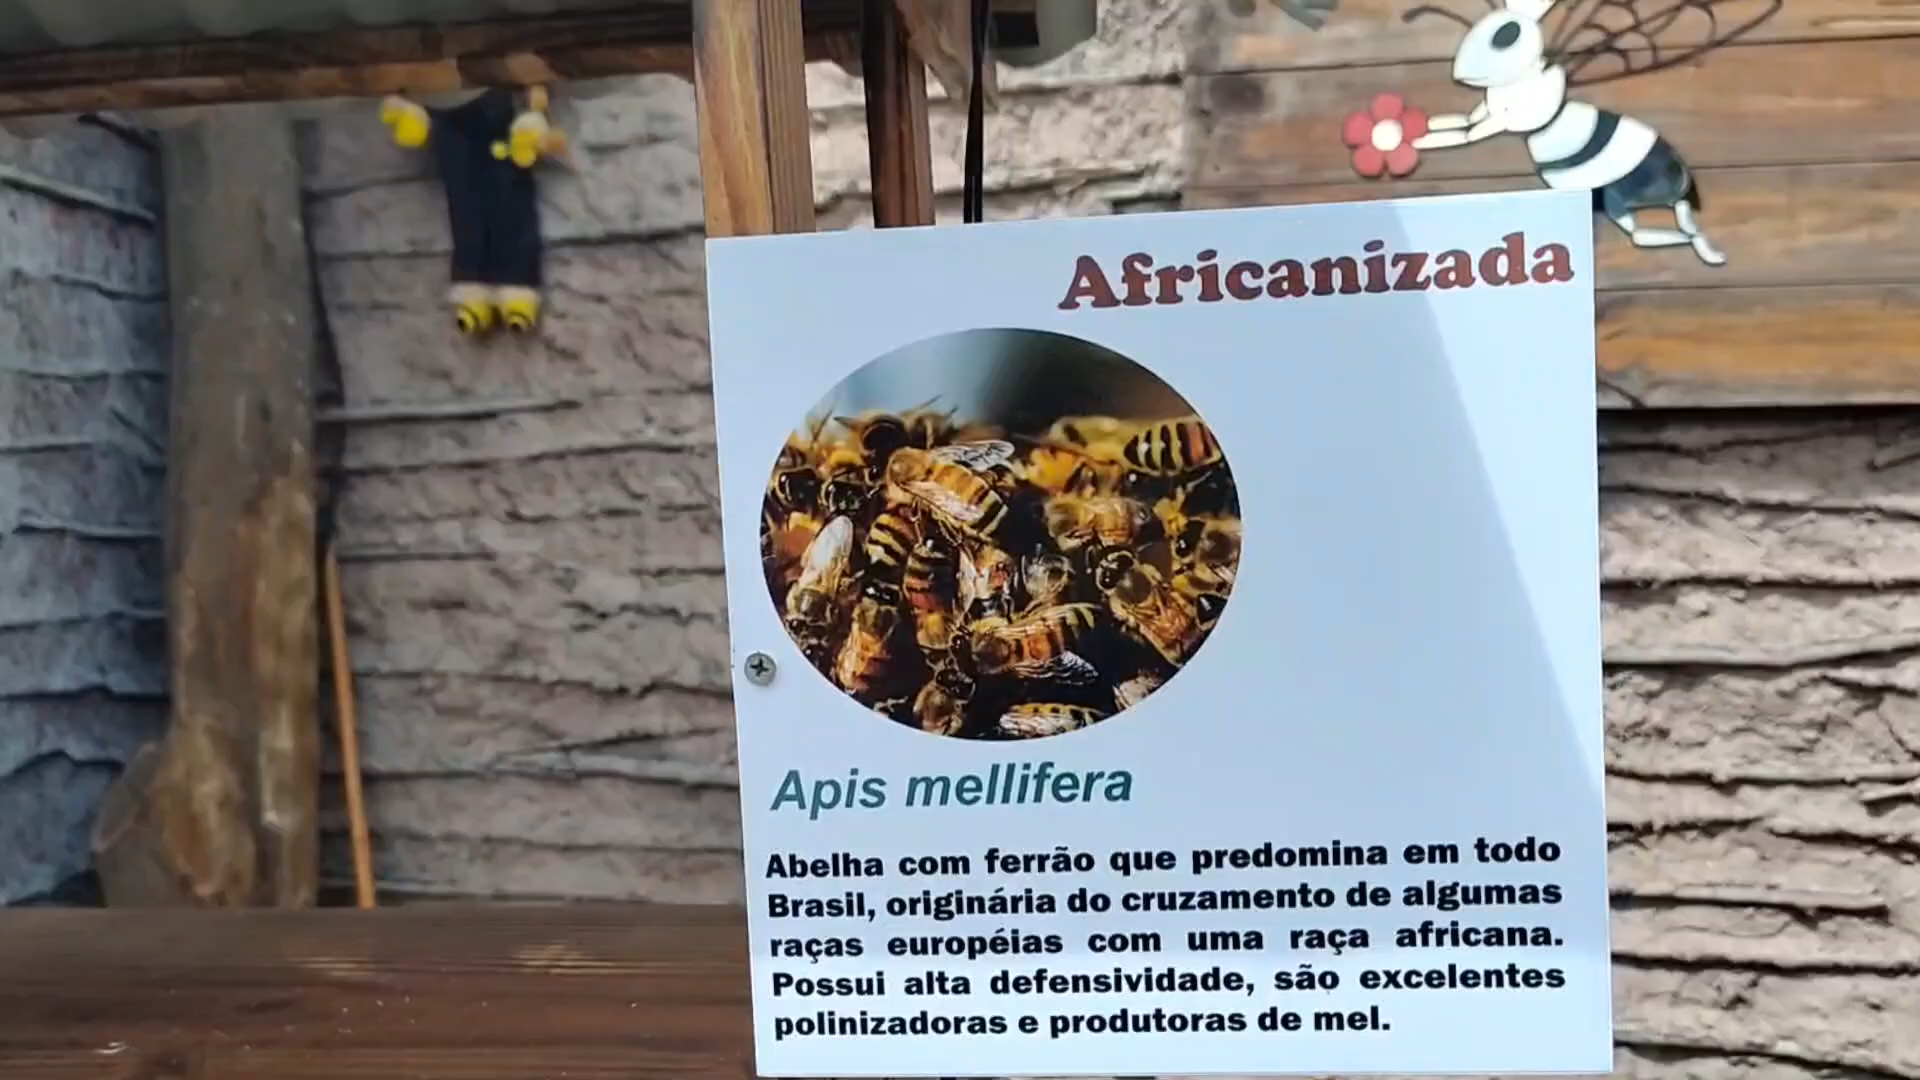 Africanizada
Apis mellifera
Abelha com ferrão que predomina em todo
Brasil, originária do cruzamento de algumas
raças européias com uma raça africana.
Possui alta defensividade, são excelentes
polinizadoras e produtoras de mel.